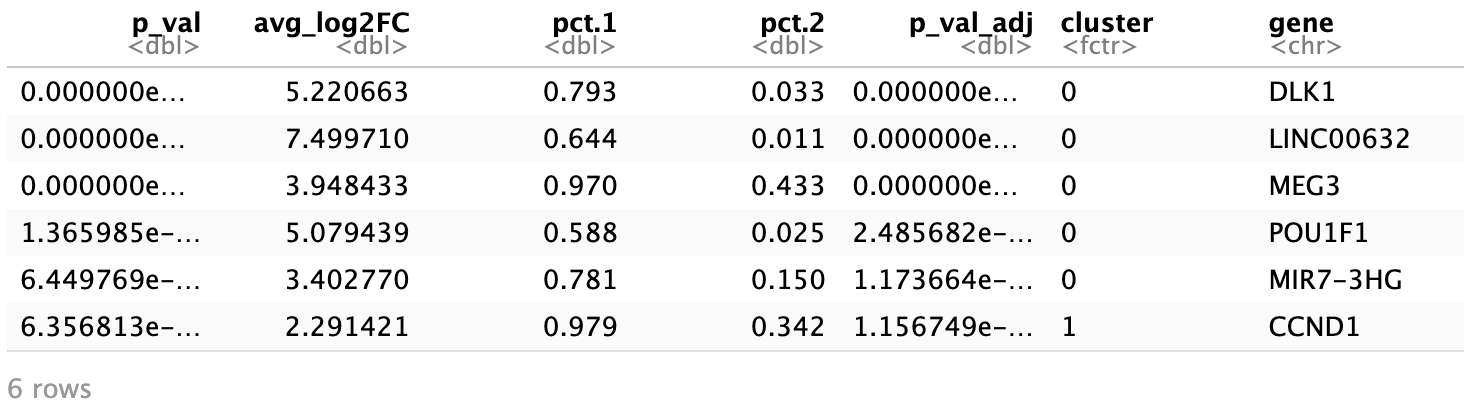 p_val avg_log2FC pct.1 pct.2 p_val_adj cluster gene
<dbl> <dbl> <dbl> <dbl> <dbl> <fctr> <chr>
0.000000e... 5.220663 0.793 0.033 0.000000e... 0 DLK1
0.000000e... 7.499710 0.644 0.011 0.000000e... 0 LINC00632
0.000000e... 3.948433 0.970 0.433 0.000000e... 0 MEG3
1.365985e-... 5.079439 0.588 0.025 2.485682e-... 0 POU1F1
6.449769e-... 3.402770 0.781 0.150 1.173664e-... 0 MIR7-3HG
6.356813e-... 2.291421 0.979 0.342 1.156749e-... 1 CCND1
6 rows